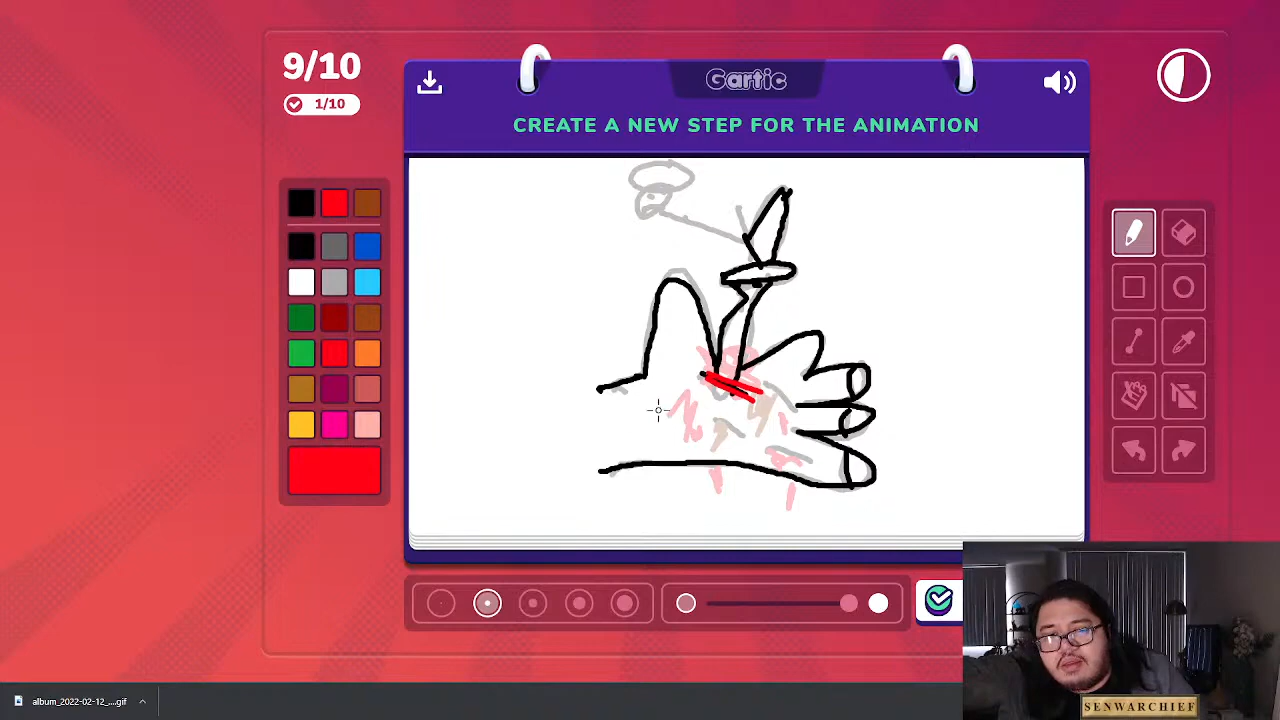 9/10
1/10
Gartic
CREATE A NEW STEP FOR THE ANIMATION
album_2022-02-12_....gif
SENWARCHIEF